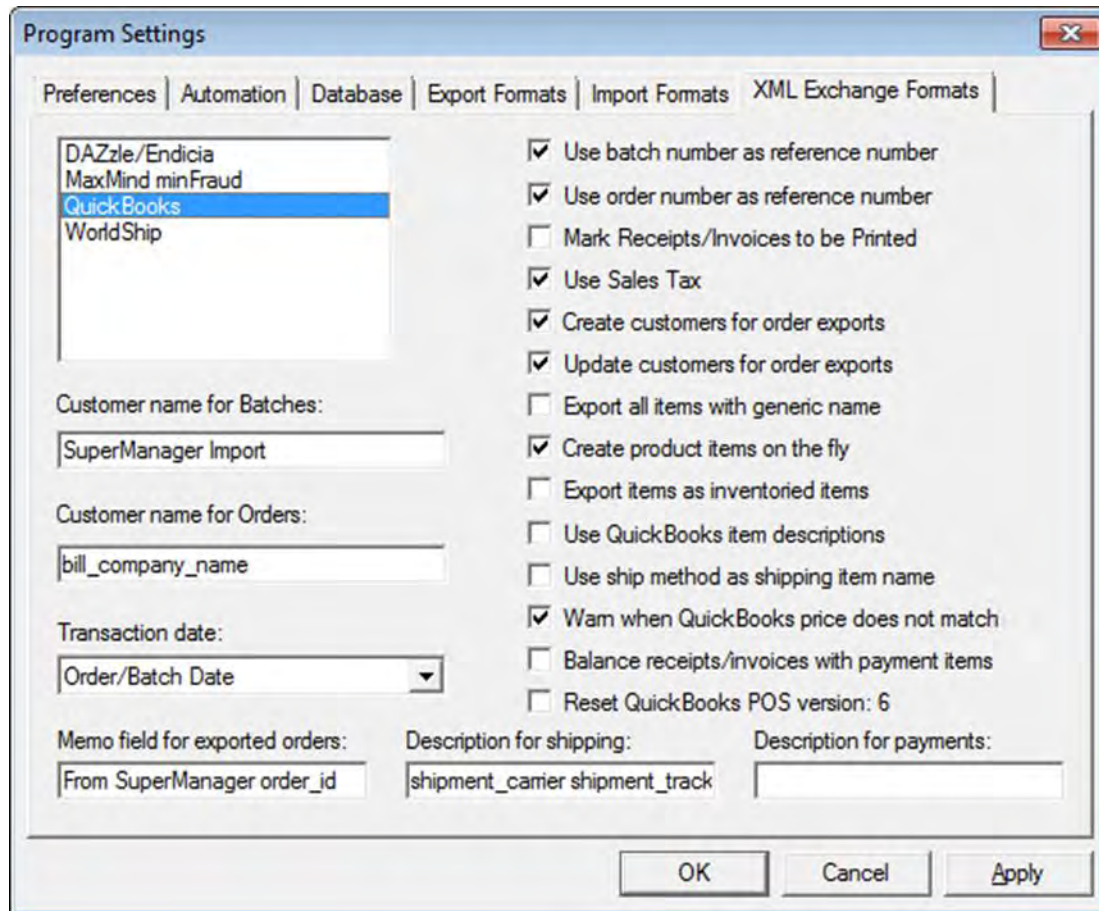 Program Settings
Preferences Automation Database Export Formats Import Formats XML Exchange Formats
DAZzle/Endicia
MaxMind minFraud
QuickBooks
WorldShip
Customer name for Batches:
SuperManager Import
Customer name for Orders:
bill_company_name
Transaction date:
Order/Batch Date
Use batch number as reference number
Use order number as reference number
Mark Receipts/Invoices to be Printed
Use Sales Tax
Create customers for order exports
Update customers for order exports
Export all items with generic name
Create product items on the fly
Export items as inventoried items
Use QuickBooks item descriptions
Use ship method as shipping item name
Warn when QuickBooks price does not match
Balance receipts/invoices with payment items
Reset QuickBooks POS version: 6
Memo field for exported orders:
From SuperManager order_id
Description for shipping:
shipment_carrier shipment_track
Description for payments:
OK Cancel Apply